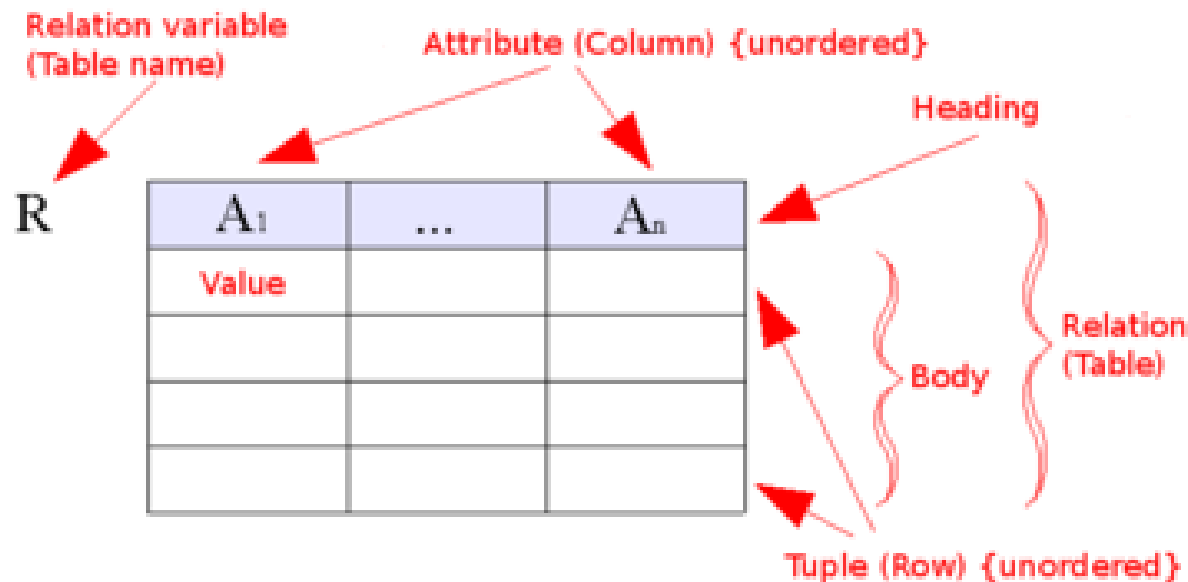 Relation variable
(Table name)
Attribute (Column) {unordered}
Heading
R
A1
...
An
Value
Relation
(Table)
Body
Tuple (Row) {unordered}